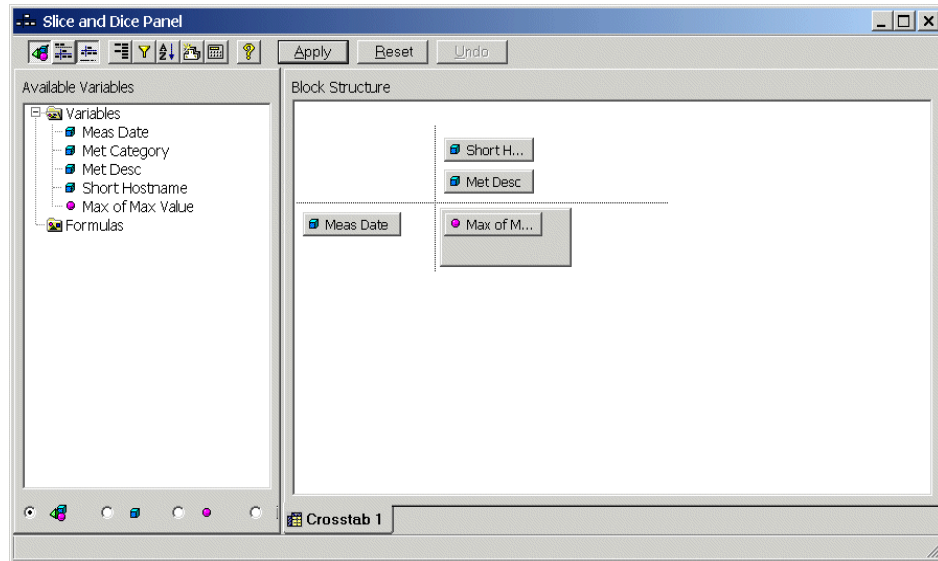 Slice and Dice Panel
Apply Reset Undo
Available Variables
Variables
Meas Date
Met Category
Met Desc
Short Hostname
Max of Max Value
Formulas
Block Structure
Short H...
Met Desc
Meas Date
Max of M...
Crosstab 1